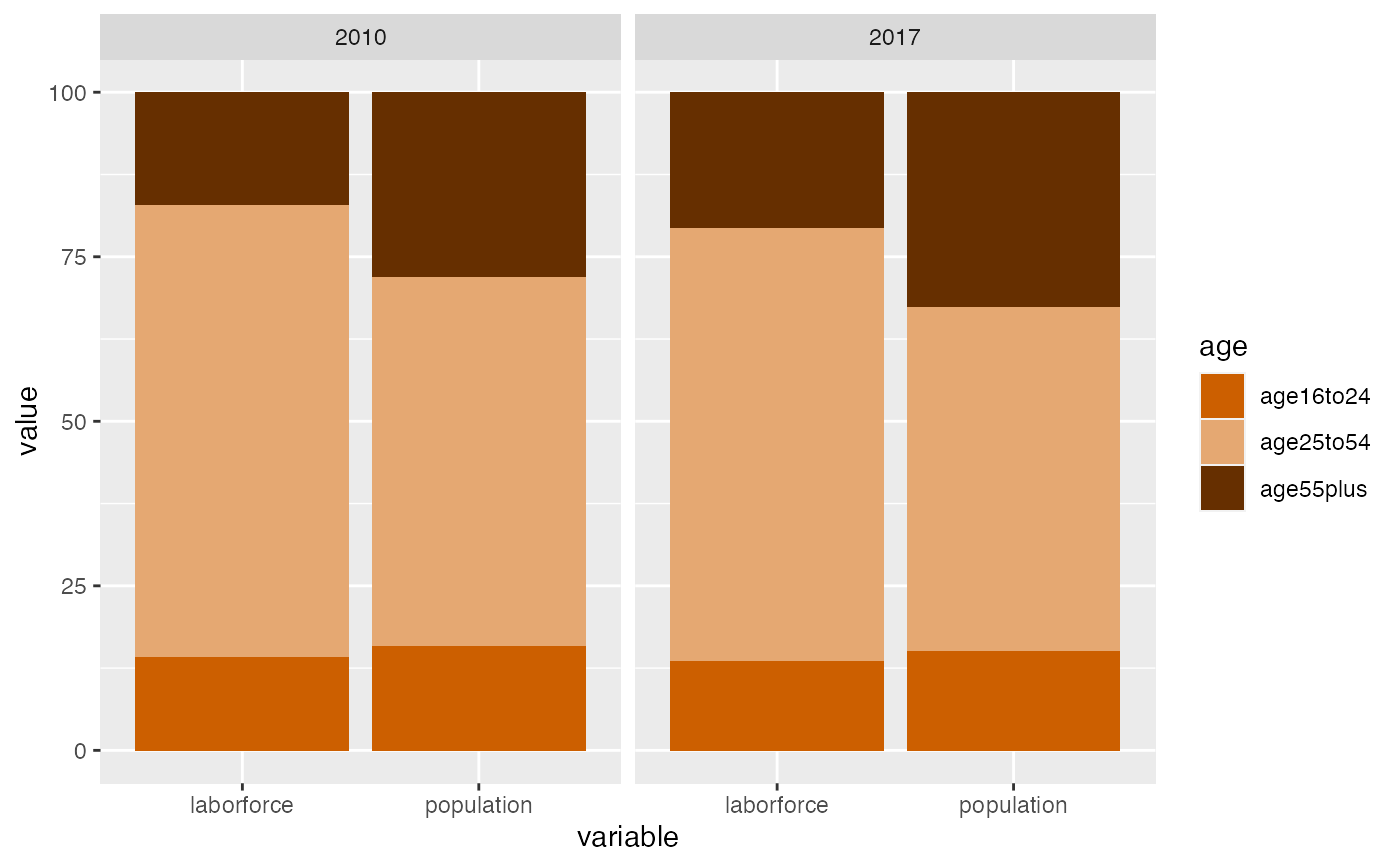 2010
2017
100
75
50
25
0
value
laborforce
population
laborforce
population
variable
age
age16to24
age25to54
age55plus